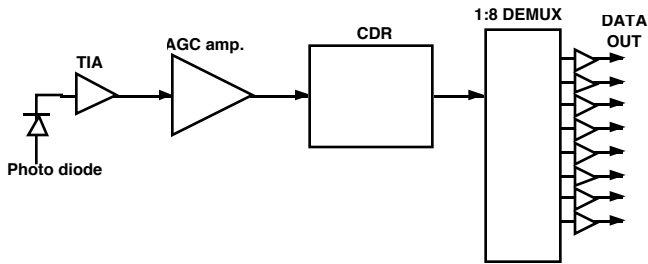 1:8 DEMUX
DATA
OUT
CDR
AGC amp.
TIA
Photo diode